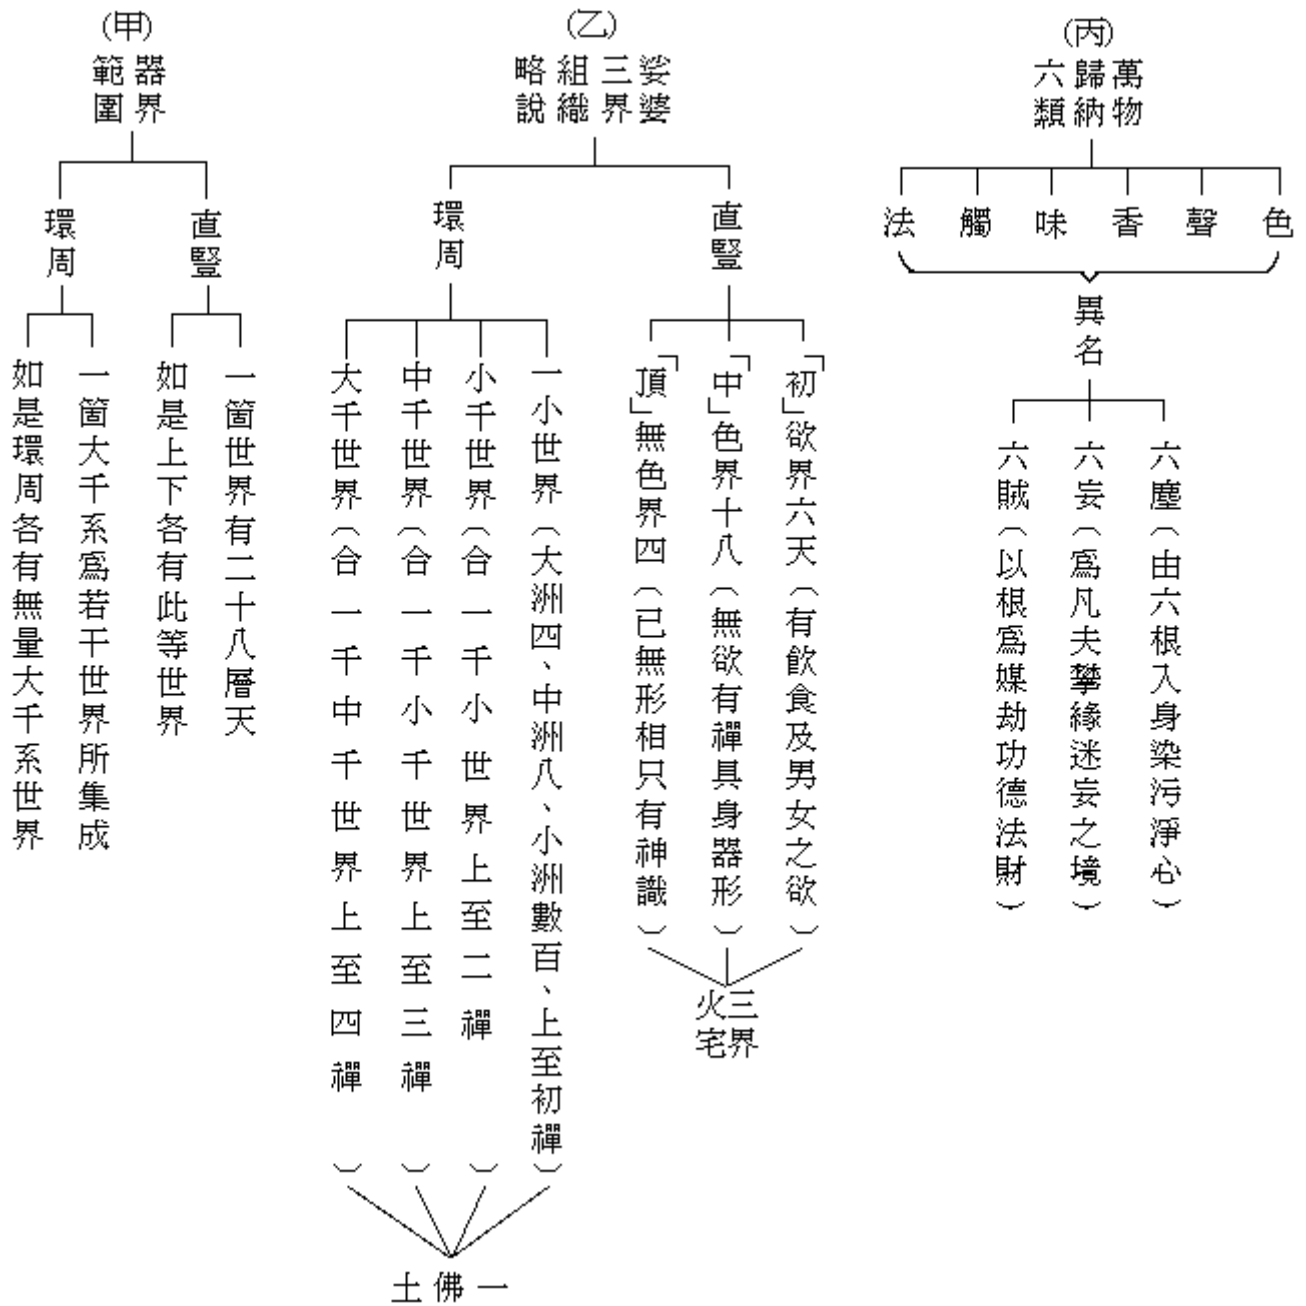 (甲)
器界
範圍
直豎
一箇世界有二十八層天
如是上下各有此等世界
環周
一箇大千系爲若干世界所集成
如是環周各有無量大千系世界
(乙)
娑婆
三界
組織
略說
直豎
「初」欲界六天（有飲食及男女之欲）
「中」色界十八（無欲有禪具身器形）
「頂」無色界四（已無形相只有神識）
三界
火宅
環周
一小世界（大洲四、中洲八、小洲數百、上至初禪）
小千世界（合一千小世界上至二禪）
中千世界（合一千小千世界上至三禪）
大千世界（合一千中千世界上至四禪）
一佛土
(丙)
萬物
歸納
六類
色
聲
香
味
觸
法
異名
六塵（由六根入身染污淨心）
六妄（爲凡夫攀緣迷妄之境）
六賊（以根爲媒劫功德法財）